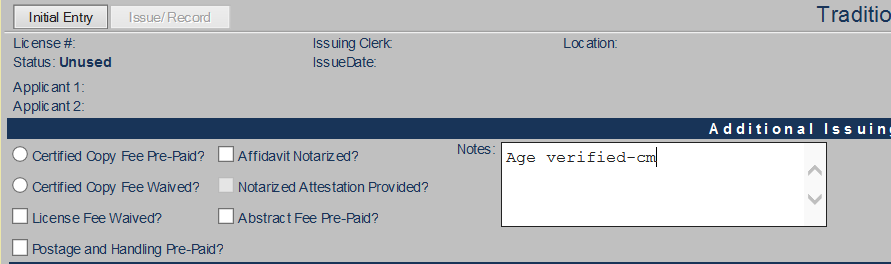 Initial Entry Issue/Record Traditio
License #: Issuing Clerk: Location:
Status: Unused IssueDate:
Applicant 1:
Applicant 2:
Additional Issuing
Certified Copy Fee Pre-Paid? Affidavit Notarized? Notes: Age verified-cm
Certified Copy Fee Waived? Notarized Attestation Provided?
License Fee Waived? Abstract Fee Pre-Paid?
Postage and Handling Pre-Paid?